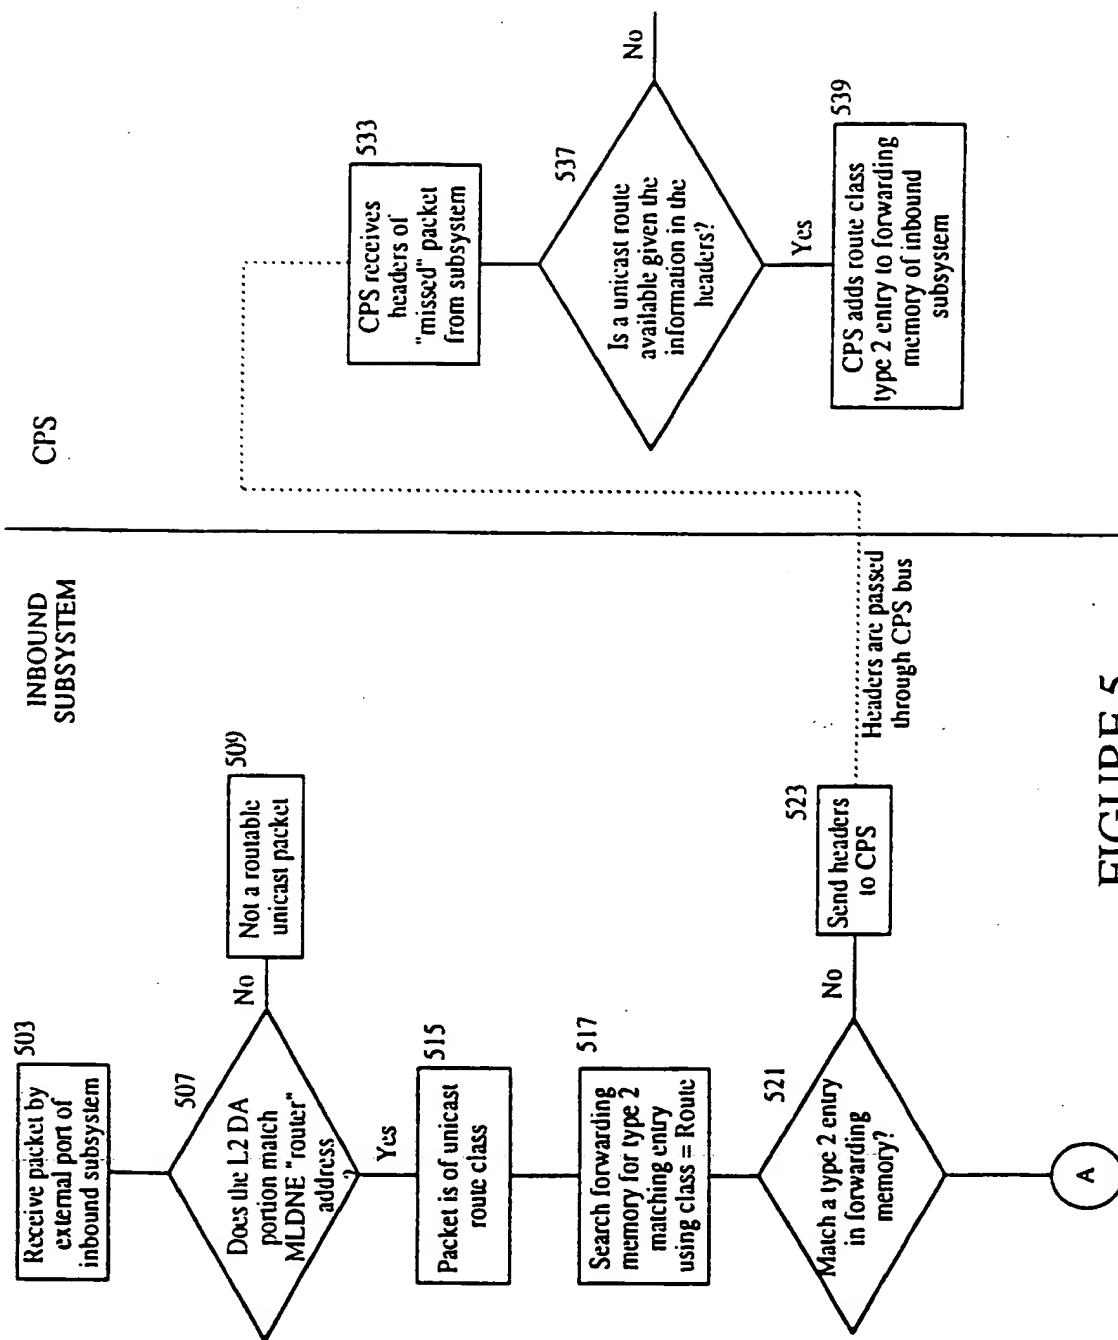 INBOUND
SUBSYSTEM
CPS
503
Receive packet by
external port of
inbound subsystem
507
Does the L2 DA
portion match
MLDNE "router"
address
?
No
509
Not a routable
unicast packet
Yes
515
Packet is of unicast
route class
517
Search forwarding
memory for type 2
matching entry
using class = Route
521
Match a type 2 entry
in forwarding
memory?
No
523
Send headers
to CPS
Headers are passed
through CPS bus
A
533
CPS receives
headers of
"missed" packet
from subsystem
537
Is a unicast route
available given the
information in the
headers?
No
Yes
539
CPS adds route class
type 2 entry to forwarding
memory of inbound
subsystem
FIGURE 5